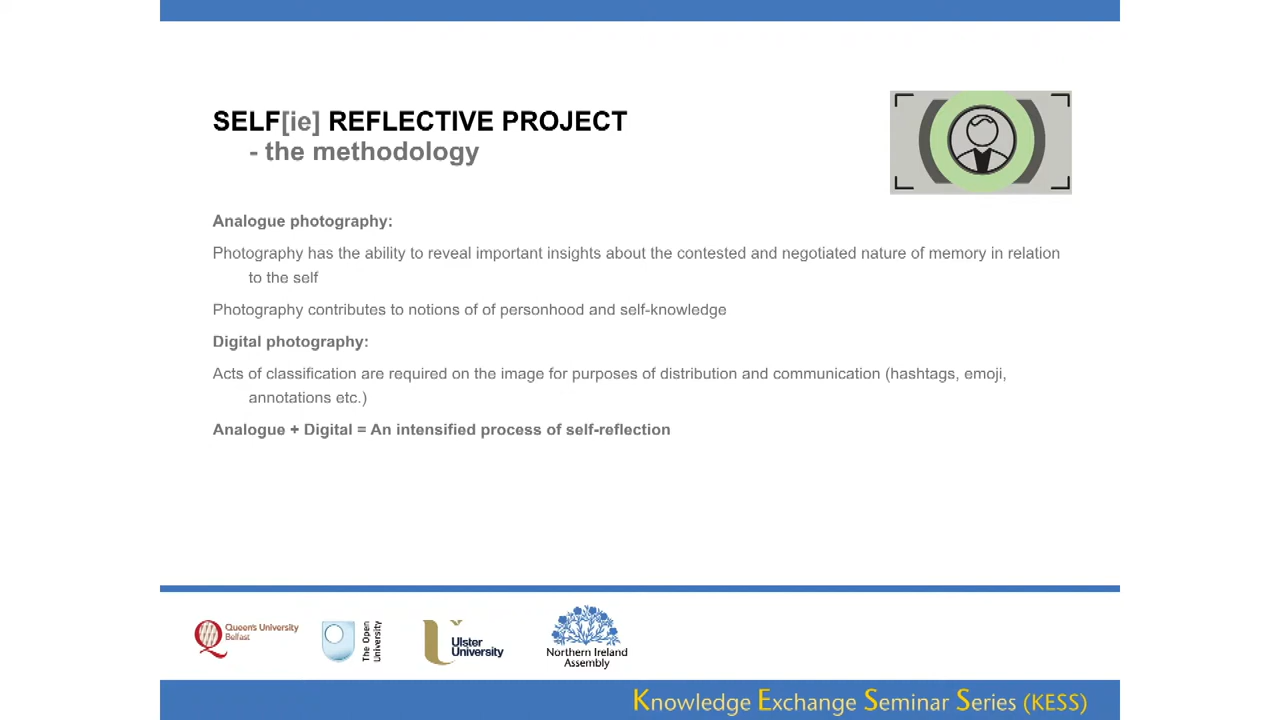 SELF[ie] REFLECTIVE PROJECT
- the methodology
Analogue photography:
Photography has the ability to reveal important insights about the contested and negotiated nature of memory in relation
to the self
Photography contributes to notions of of personhood and self-knowledge
Digital photography:
Acts of classification are required on the image for purposes of distribution and communication (hashtags, emoji,
annotations etc.)
Analogue + Digital = An intensified process of self-reflection
Queen's University
Belfast
The Open
University
Ulster
University
Northern Ireland
Assembly
Knowledge Exchange Seminar Series (KESS)